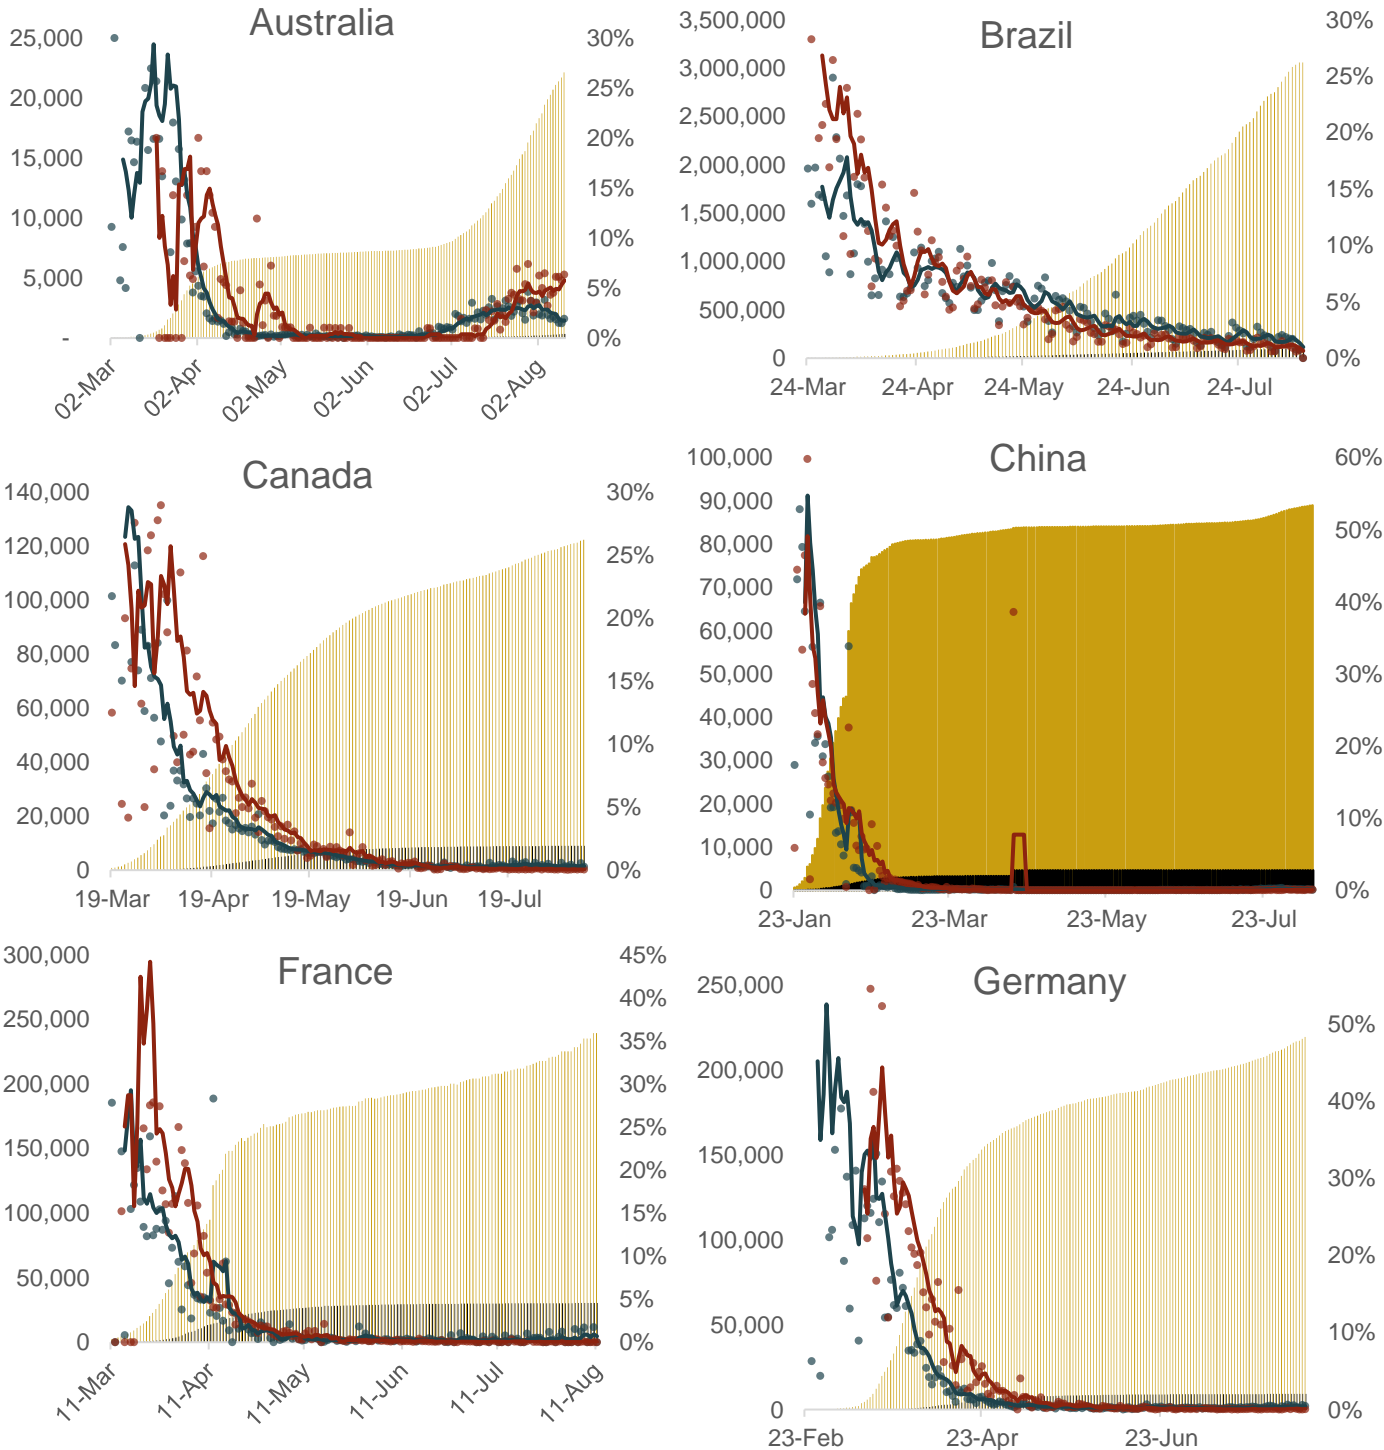 Australia
25,000
20,000
15,000
10,000
5,000
-
30%
25%
20%
15%
10%
5%
0%
02-Mar
02-Apr
02-May
02-Jun
02-Jul
02-Aug
Brazil
3,500,000
3,000,000
2,500,000
2,000,000
1,500,000
1,000,000
500,000
0
30%
25%
20%
15%
10%
5%
0%
24-Mar
24-Apr
24-May
24-Jun
24-Jul
Canada
140,000
120,000
100,000
80,000
60,000
40,000
20,000
0
30%
25%
20%
15%
10%
5%
0%
19-Mar
19-Apr
19-May
19-Jun
19-Jul
China
100,000
90,000
80,000
70,000
60,000
50,000
40,000
30,000
20,000
10,000
0
60%
50%
40%
30%
20%
10%
0%
23-Jan
23-Mar
23-May
23-Jul
France
300,000
250,000
200,000
150,000
100,000
50,000
0
45%
40%
35%
30%
25%
20%
15%
10%
5%
0%
11-Mar
11-Apr
11-May
11-Jun
11-Jul
11-Aug
Germany
250,000
200,000
150,000
100,000
50,000
0
50%
40%
30%
20%
10%
0%
23-Feb
23-Apr
23-Jun